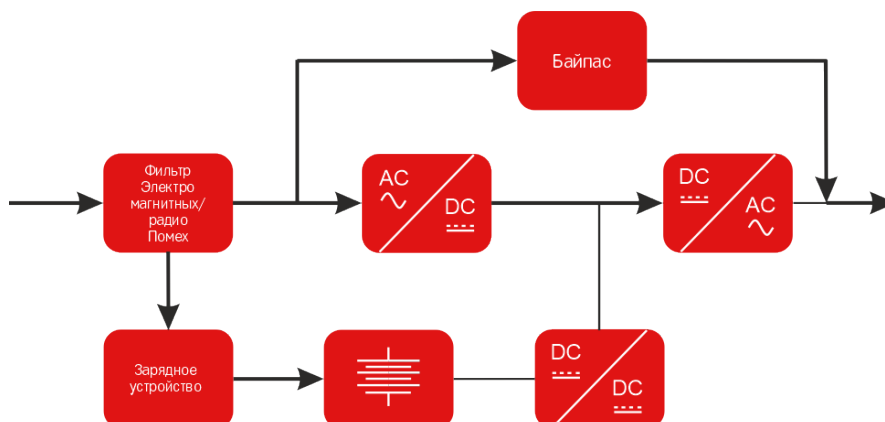 Байпас
Фильтр
Электро
магнитных/
радио
Помех
AC
DC
DC
AC
Зарядное
устройство
DC
DC